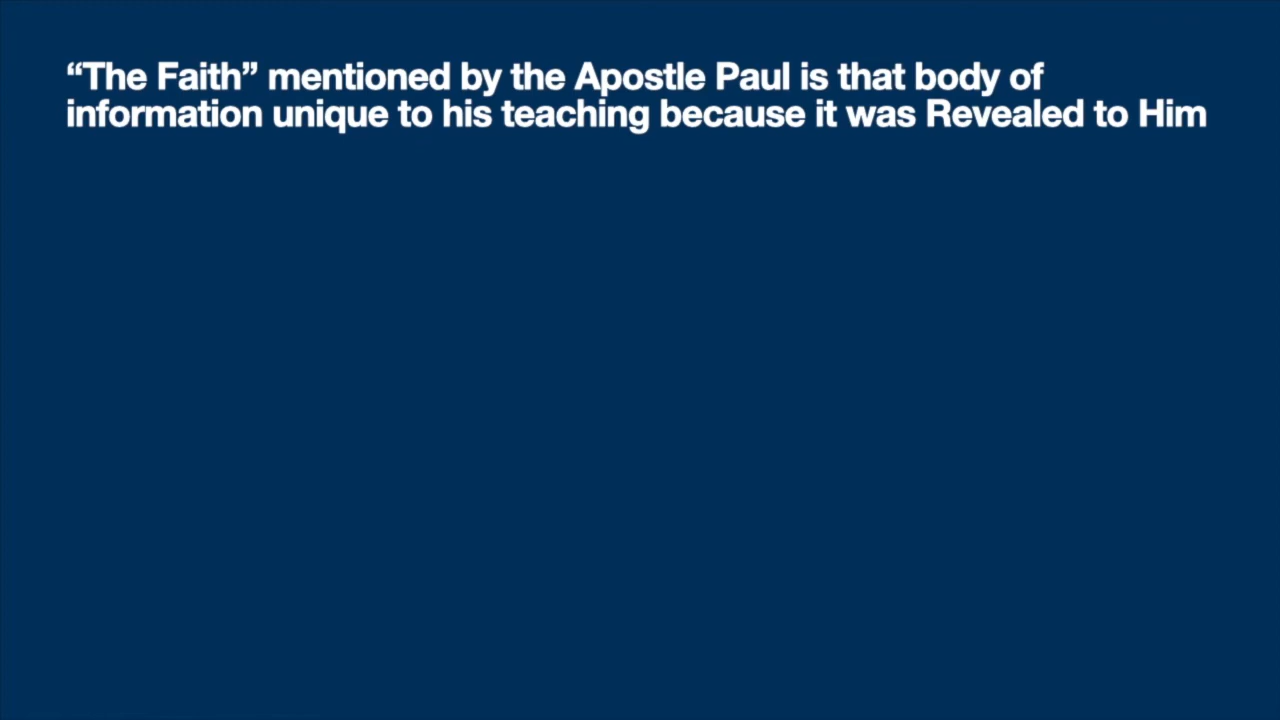 “The Faith” mentioned by the Apostle Paul is that body of
information unique to his teaching because it was Revealed to Him